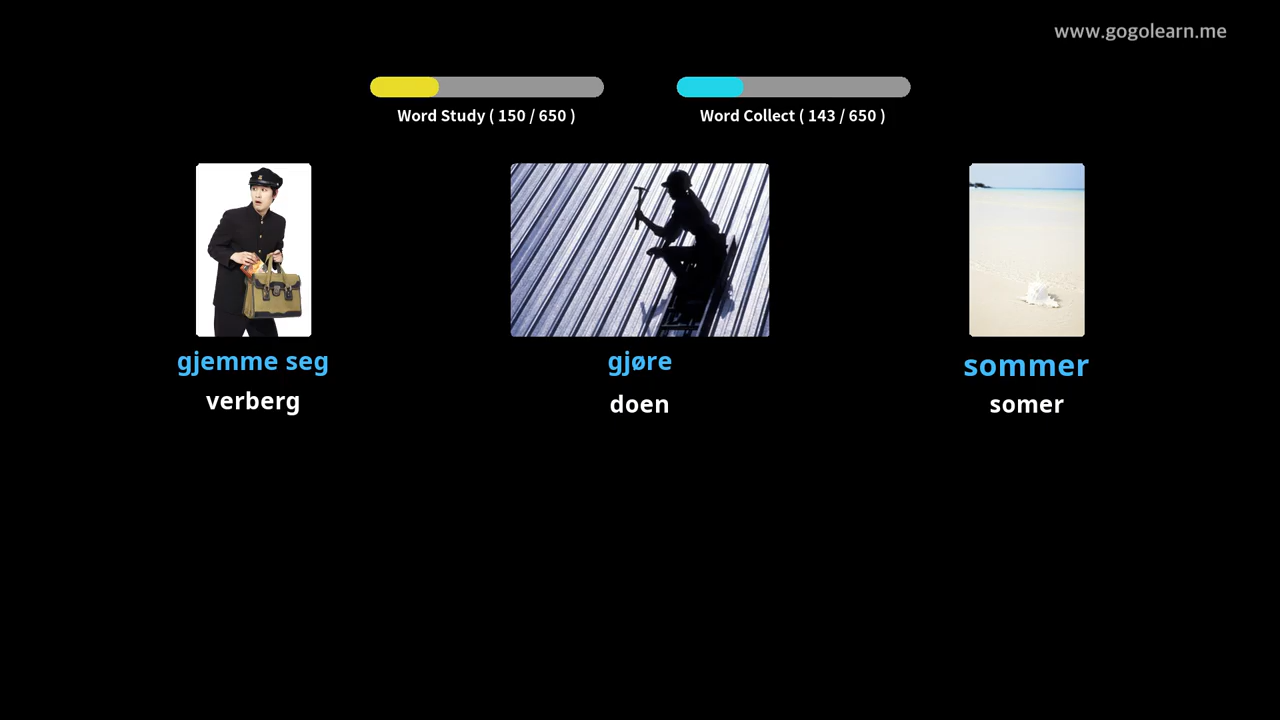 www.gogolearn.me
Word Study ( 150 / 650 )
Word Collect ( 143 / 650 )
gjemme seg
verberg
gjøre
doen
sommer
somer